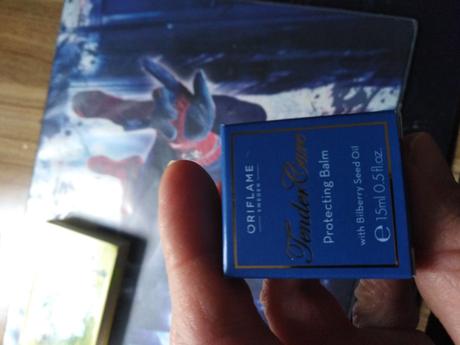 ORIFLAME
SWEDEN
Tender Care
Protecting Balm
with Bilberry Seed Oil
℮ 15ml 0.5 fl.oz.